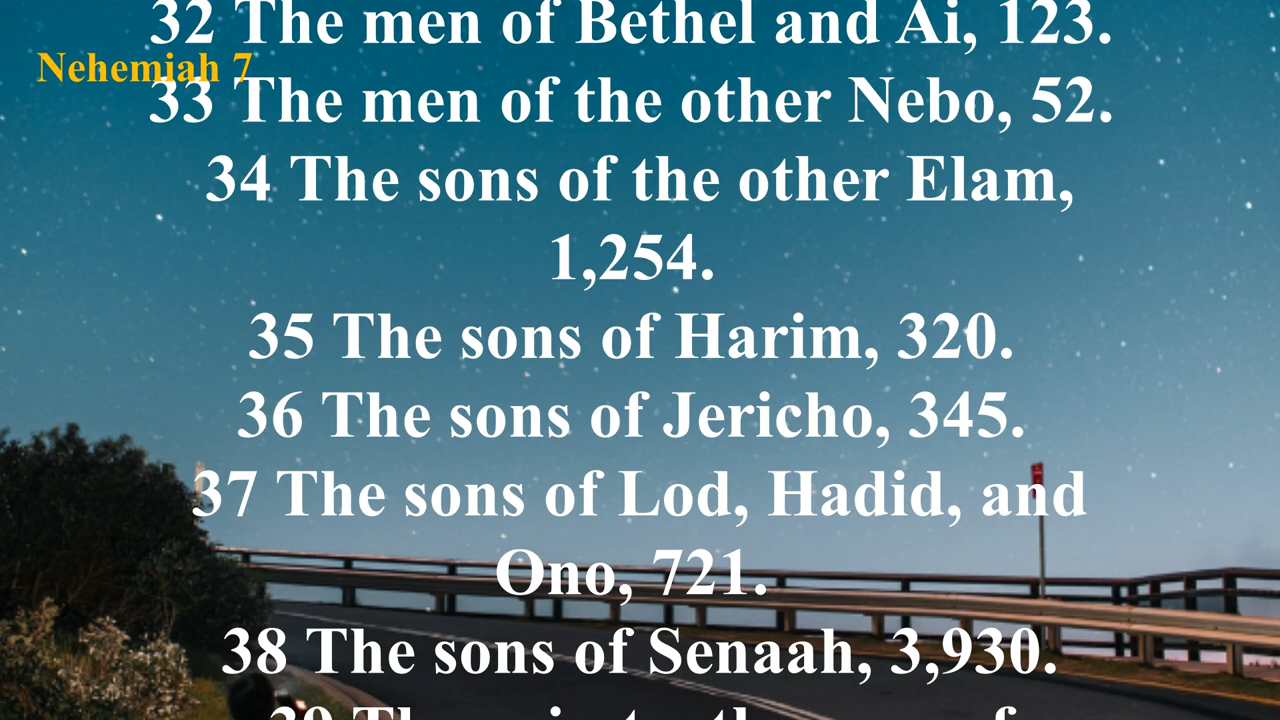 32 The men of Bethel and Ai, 123.
Nehemiah 7
33 The men of the other Nebo, 52.
34 The sons of the other Elam,
1,254.
35 The sons of Harim, 320.
36 The sons of Jericho, 345.
37 The sons of Lod, Hadid, and
Ono, 721.
38 The sons of Senaah, 3,930.